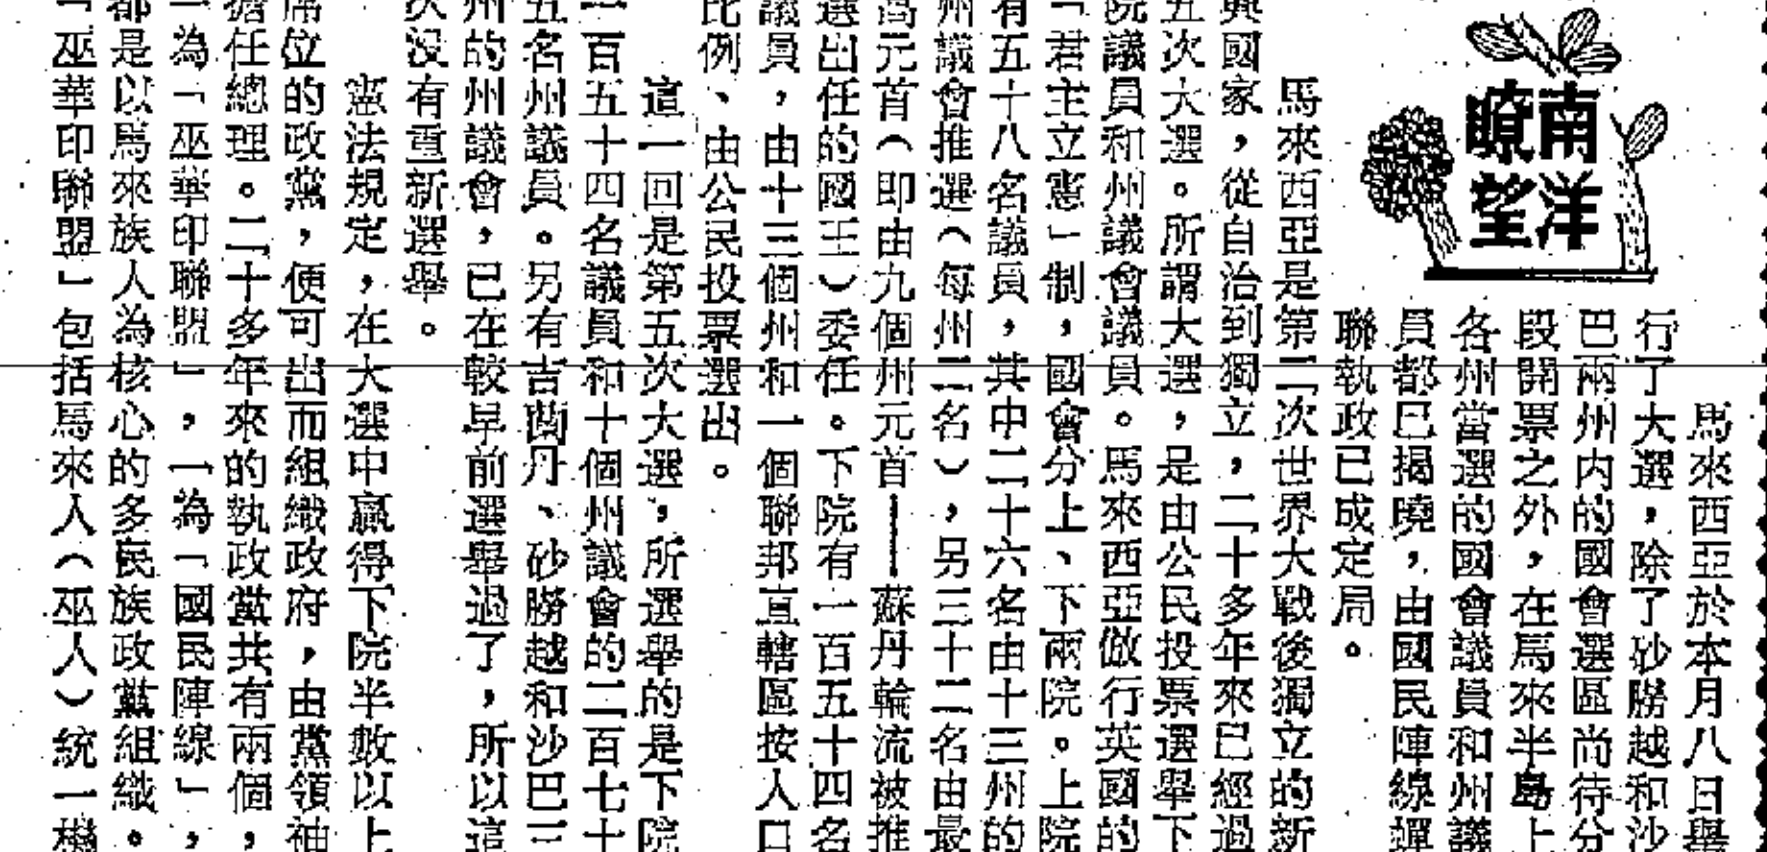 南洋
瞭望
馬來西亞於本月八日舉
行了大選，除了砂勝越和沙
巴兩州内的國會選區尚待分
段開票之外，在馬來半島上
各州當選的國會議員和州議
員都已揭曉，由國民陣線蟬
聯執政已成定局。
馬來西亞是第二次世界大戰後獨立的新
興國家，從自治到獨立，二十多年來已經過
五次大選。所謂大選，是由公民投票選舉下
院議員和州議會議員。馬來西亞倣行英國的
「君主立憲」制，國會分上、下兩院。上院
有五十八名議員，其中二十六名由十三州的
州議會推選（每州二名），另三十二名由最
高元首（即由九個州元首——蘇丹輪流被推
選出任的國王）委任。下院有一百五十四名
議員，由十三個州和一個聯邦直轄區按人口
比例、由公民投票選出。
這一回是第五次大選，所選舉的是下院
一百五十四名議員和十個州議會的二百七十
五名州議員。另有吉蘭丹、砂勝越和沙巴三
州的州議會，已在較早前選舉過了，所以這
次没有重新選舉。
憲法規定，在大選中贏得下院半數以上
席位的政黨，便可出而組織政府，由黨領袖
擔任總理。二十多年來的執政黨共有兩個，
一為「巫華印聯盟」，一為「國民陣線」，
都是以馬來族人為核心的多民族政黨組織。
「巫華印聯盟」包括馬來人（巫人）統一機